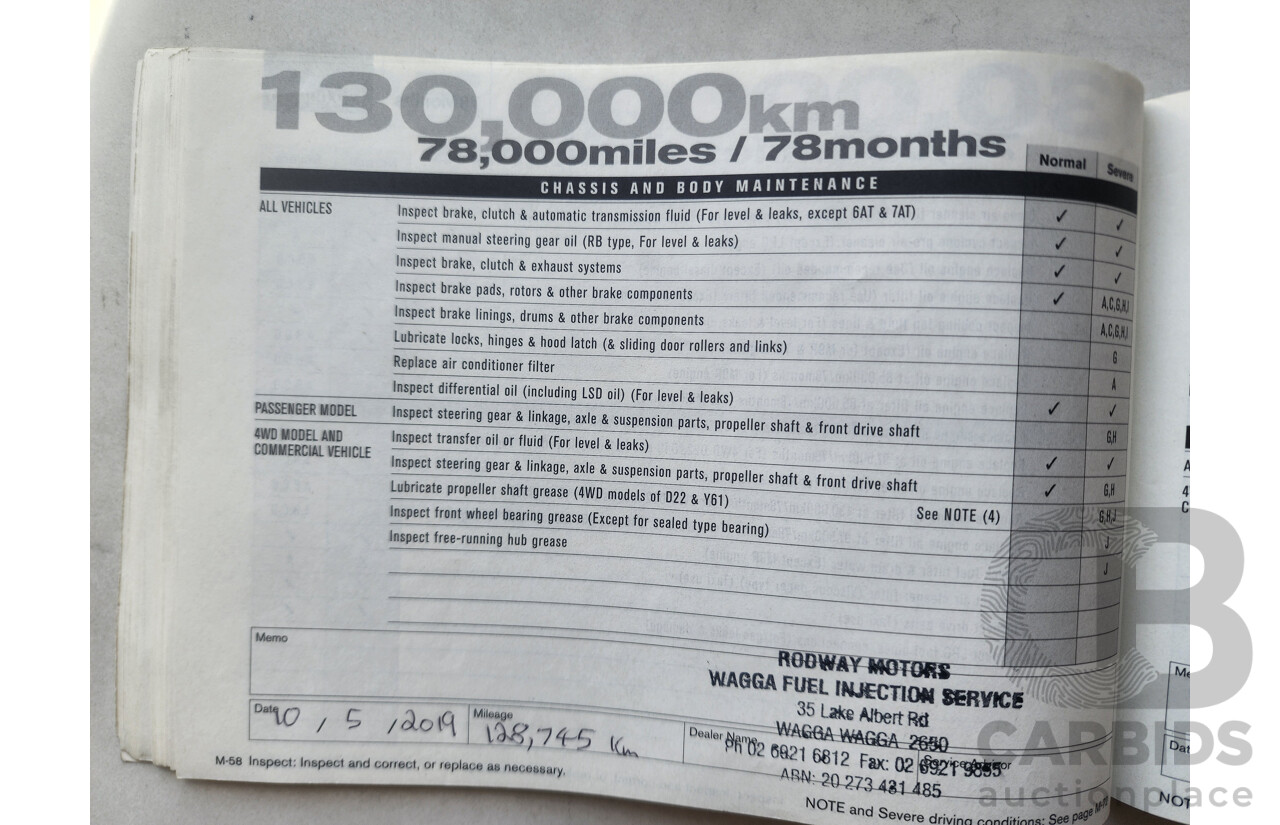 130,000km
78,000miles / 78months
Normal Severe
CHASSIS AND BODY MAINTENANCE
ALL VEHICLES Inspect brake, clutch & automatic transmission fluid (For level & leaks, except 6AT & 7AT) ✓ ✓
Inspect manual steering gear oil (RB type, For level & leaks) ✓ ✓
Inspect brake, clutch & exhaust systems ✓ ✓
Inspect brake pads, rotors & other brake components ✓ A,C,G,H,I
Inspect brake linings, drums & other brake components A,C,G,H,I
Lubricate locks, hinges & hood latch (& sliding door rollers and links) G
Replace air conditioner filter A
Inspect differential oil (including LSD oil) (For level & leaks) ✓ ✓
PASSENGER MODEL Inspect steering gear & linkage, axle & suspension parts, propeller shaft & front drive shaft G,H
4WD MODEL AND COMMERCIAL VEHICLE Inspect transfer oil or fluid (For level & leaks) ✓ ✓
Inspect steering gear & linkage, axle & suspension parts, propeller shaft & front drive shaft ✓ G,H
Lubricate propeller shaft grease (4WD models of D22 & Y61) See NOTE (4) G,H,J
Inspect front wheel bearing grease (Except for sealed type bearing) J
Inspect free-running hub grease J
Memo
RODWAY MOTORS
WAGGA FUEL INJECTION SERVICE
35 Lake Albert Rd
WAGGA WAGGA 2650
Ph 02 6921 6812 Fax: 02 6921 9855
ABN: 20 273 431 485
Date 10 / 5 / 2019 Mileage 128,745 Km Dealer Name Service Advisor
M-58 Inspect: Inspect and correct, or replace as necessary.
NOTE and Severe driving conditions: See page
CARBIDS
auctionplace